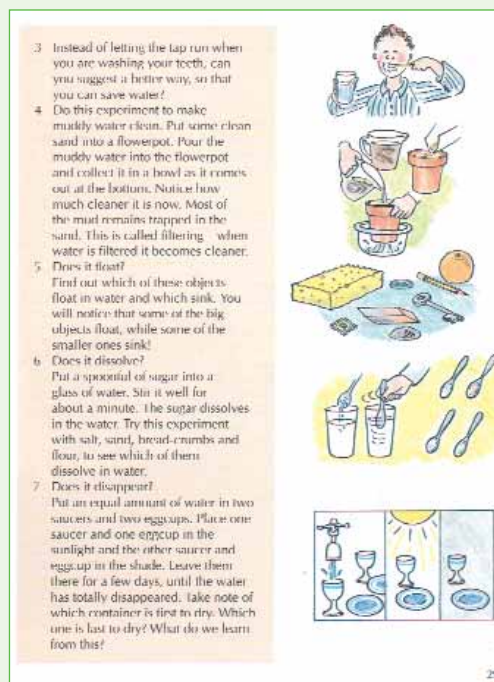 3 Instead of letting the tap run when
you are washing your teeth, can
you suggest a better way, so that
you can save water?
4 Do this experiment to make
muddy water clean. Put some clean
sand into a flowerpot. Pour the
muddy water into the flowerpot
and collect it in a bowl as it comes
out at the bottom. Notice how
much cleaner it is now. Most of
the mud remains trapped in the
sand. This is called filtering when
water is filtered it becomes cleaner.
5 Does it float?
Find out which of these objects
float in water and which sink. You
will notice that some of the big
objects float, while some of the
smaller ones sink!
6 Does it dissolve?
Put a spoonful of sugar into a
glass of water. Stir it well for
about a minute. The sugar dissolves
in the water. Try this experiment
with salt, sand, bread-crumbs and
flour, to see which of them
dissolve in water.
7 Does it disappear?
Put an equal amount of water in two
saucers and two eggcups. Place one
saucer and one eggcup in the
sunlight and the other saucer and
eggcup in the shade. Leave them
there for a few days, until the water
has totally disappeared. Take note of
which container is first to dry. Which
one is last to dry? What do we learn
from this?